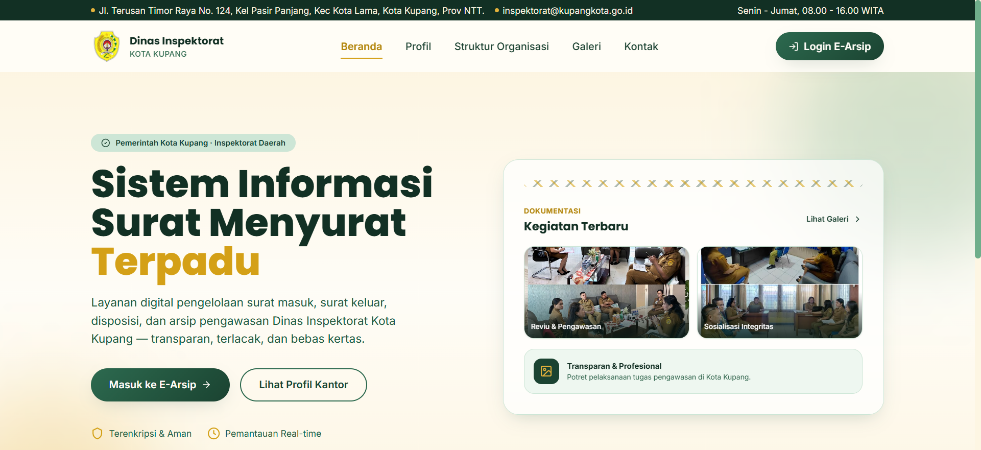 Jl. Terusan Timor Raya No. 124, Kel Pasir Panjang, Kec Kota Lama, Kota Kupang, Prov NTT.
inspektorat@kupangkota.go.id
Senin - Jumat, 08.00 - 16.00 WITA
Dinas Inspektorat
KOTA KUPANG
Beranda
Profil
Struktur Organisasi
Galeri
Kontak
Login E-Arsip
Pemerintah Kota Kupang · Inspektorat Daerah
Sistem Informasi
Surat Menyurat
Terpadu
Layanan digital pengelolaan surat masuk, surat keluar,
disposisi, dan arsip pengawasan Dinas Inspektorat Kota
Kupang — transparan, terlacak, dan bebas kertas.
Masuk ke E-Arsip
Lihat Profil Kantor
Terenkripsi & Aman
Pemantauan Real-time
DOKUMENTASI
Kegiatan Terbaru
Lihat Galeri
Reviu & Pengawasan
Sosialisasi Integritas
Transparan & Profesional
Potret pelaksanaan tugas pengawasan di Kota Kupang.